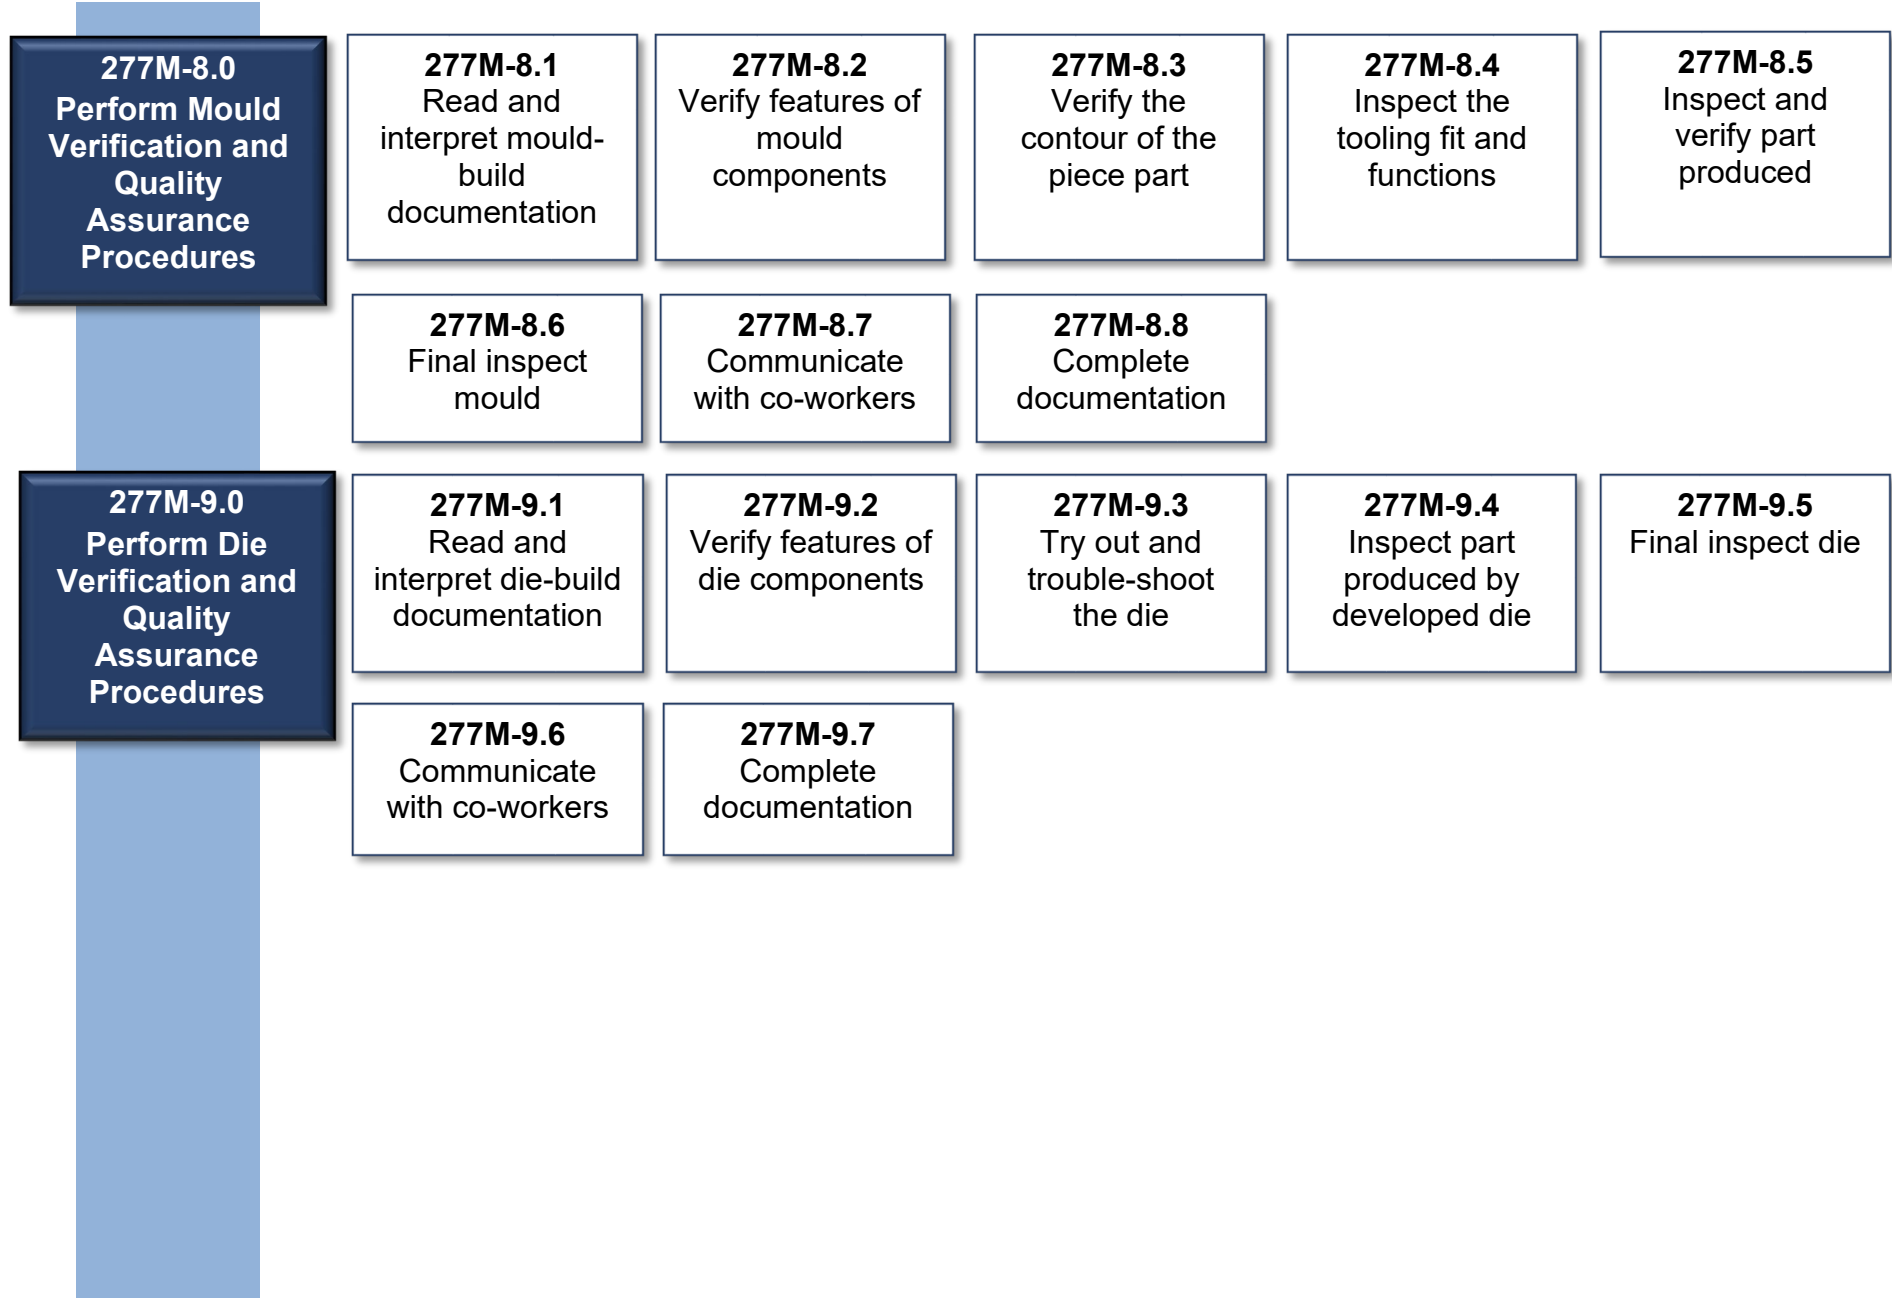 277M-8.0
Perform Mould
Verification and
Quality
Assurance
Procedures
277M-8.1
Read and
interpret mould-
build
documentation
277M-8.2
Verify features of
mould
components
277M-8.3
Verify the
contour of the
piece part
277M-8.4
Inspect the
tooling fit and
functions
277M-8.5
Inspect and
verify part
produced
277M-8.6
Final inspect
mould
277M-8.7
Communicate
with co-workers
277M-8.8
Complete
documentation
277M-9.0
Perform Die
Verification and
Quality
Assurance
Procedures
277M-9.1
Read and
interpret die-build
documentation
277M-9.2
Verify features of
die components
277M-9.3
Try out and
trouble-shoot
the die
277M-9.4
Inspect part
produced by
developed die
277M-9.5
Final inspect die
277M-9.6
Communicate
with co-workers
277M-9.7
Complete
documentation